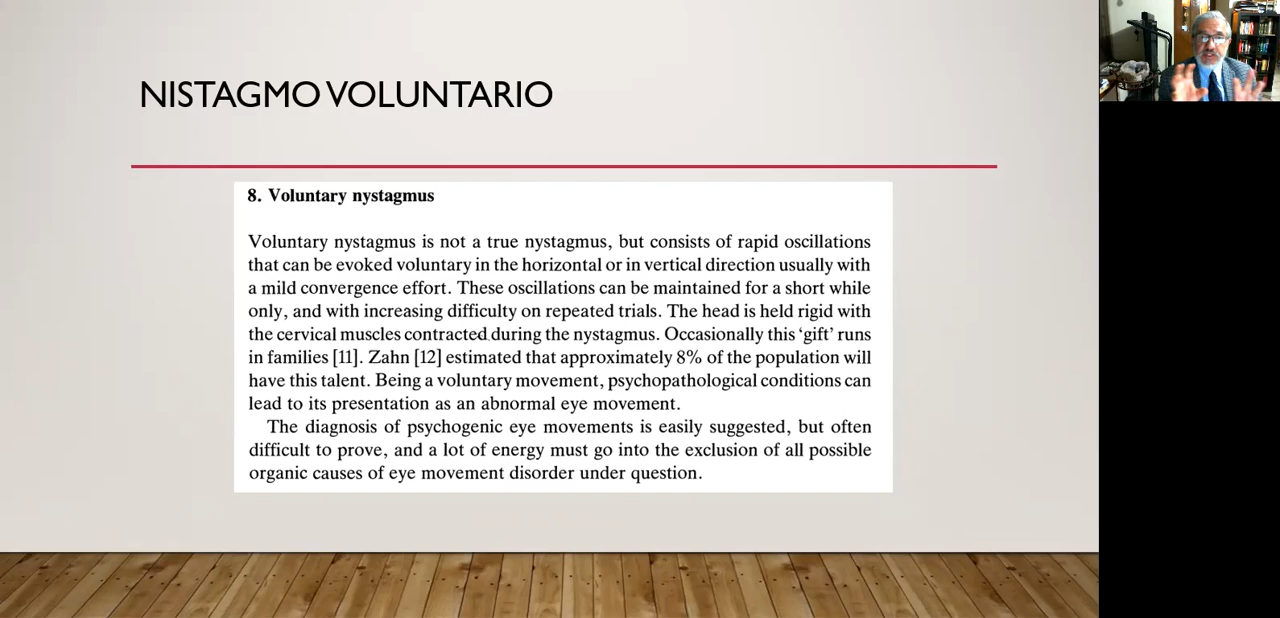 NISTAGMO VOLUNTARIO
8. Voluntary nystagmus
Voluntary nystagmus is not a true nystagmus, but consists of rapid oscillations
that can be evoked voluntary in the horizontal or in vertical direction usually with
a mild convergence effort. These oscillations can be maintained for a short while
only, and with increasing difficulty on repeated trials. The head is held rigid with
the cervical muscles contracted during the nystagmus. Occasionally this ‘gift’ runs
in families [11]. Zahn [12] estimated that approximately 8% of the population will
have this talent. Being a voluntary movement, psychopathological conditions can
lead to its presentation as an abnormal eye movement.
The diagnosis of psychogenic eye movements is easily suggested, but often
difficult to prove, and a lot of energy must go into the exclusion of all possible
organic causes of eye movement disorder under question.